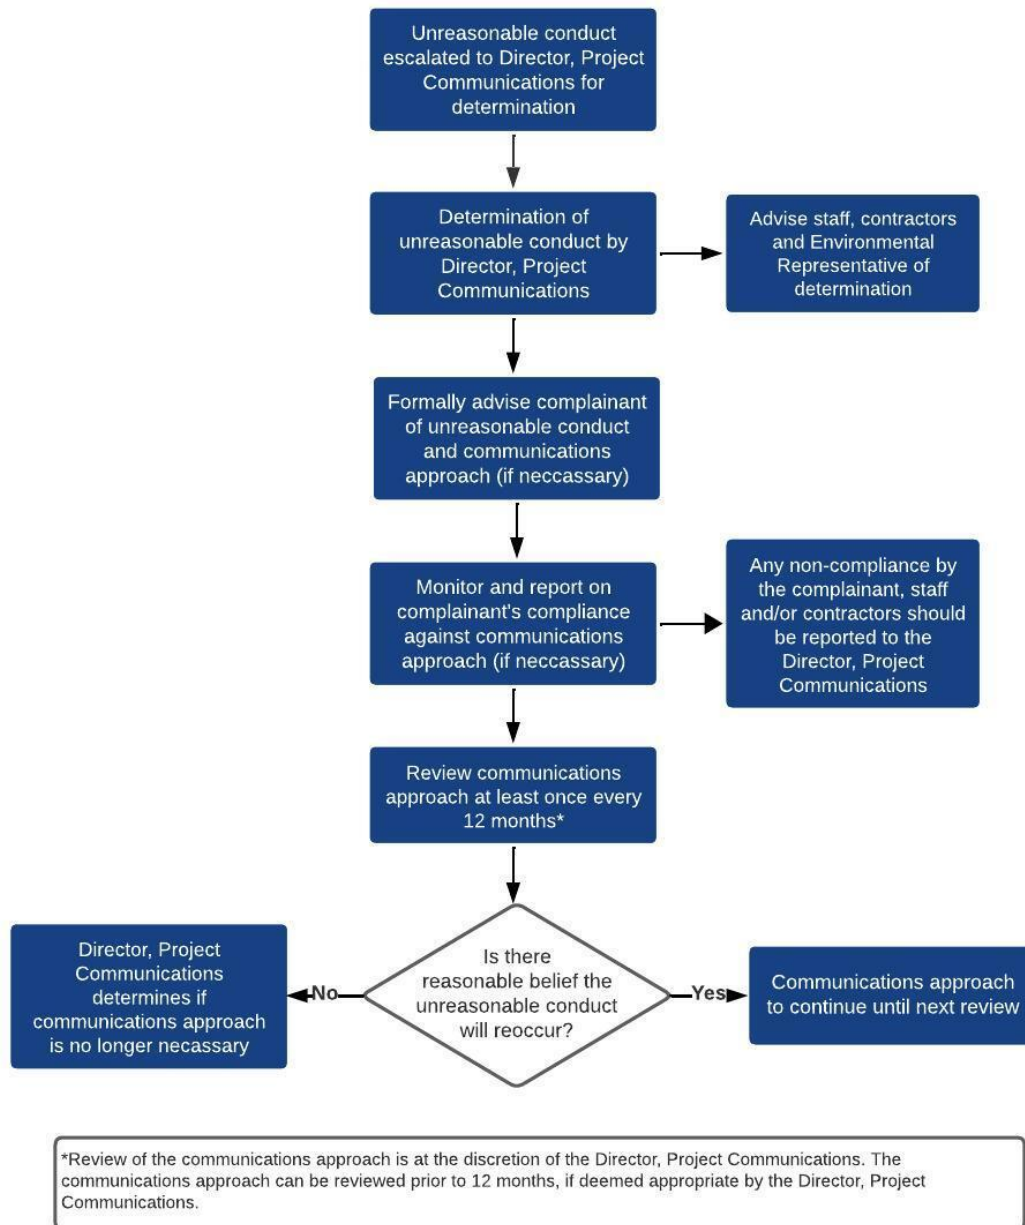 Unreasonable conduct
escalated to Director, Project
Communications for
determination
Determination of
unreasonable conduct by
Director, Project
Communications
Advise staff, contractors
and Environmental
Representative of
determination
Formally advise complainant
of unreasonable conduct
and communications
approach (if neccassary)
Monitor and report on
complainant's compliance
against communications
approach (if neccassary)
Any non-compliance by
the complainant, staff
and/or contractors should
be reported to the
Director, Project
Communications
Review communications
approach at least once every
12 months*
Is there
reasonable belief the
unreasonable conduct
will reoccur?
No
Director, Project
Communications
determines if
communications approach
is no longer necassary
Yes
Communications approach
to continue until next review
*Review of the communications approach is at the discretion of the Director, Project Communications. The
communications approach can be reviewed prior to 12 months, if deemed appropriate by the Director, Project
Communications.